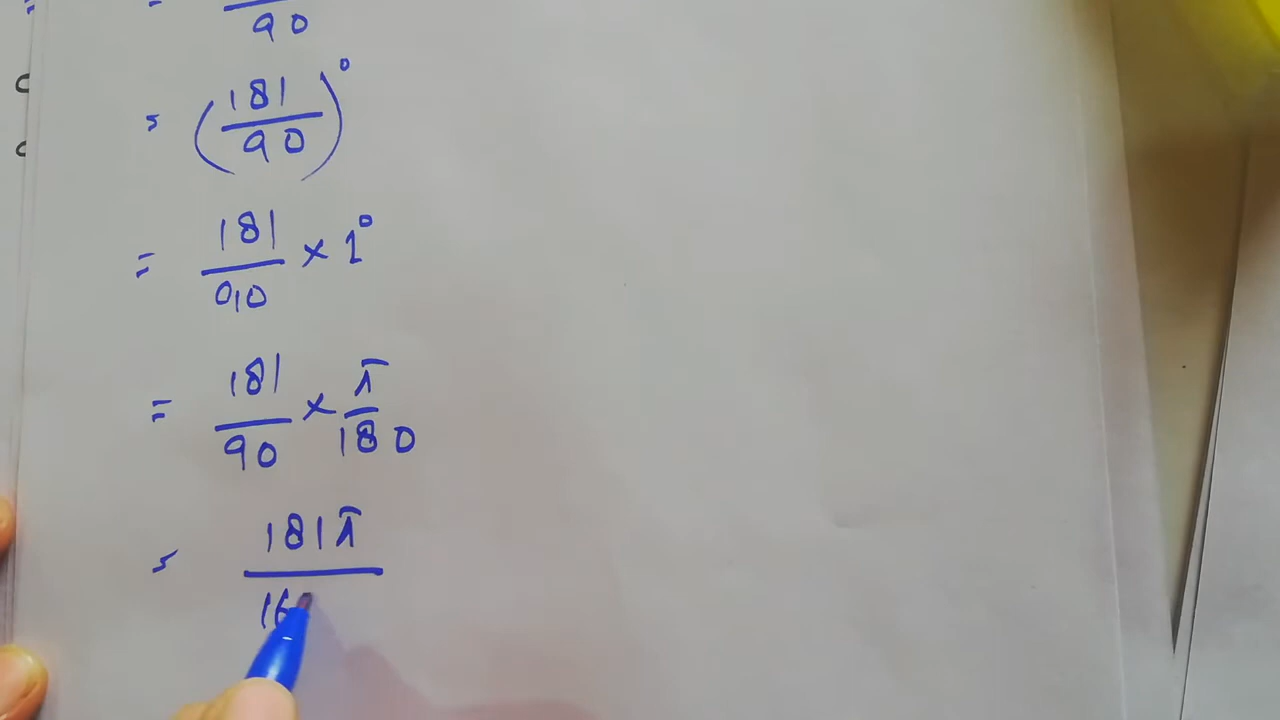 = 90
= (181/90)°
= 181/90 × 1°
= 181/90 × π/180
= 181π/16